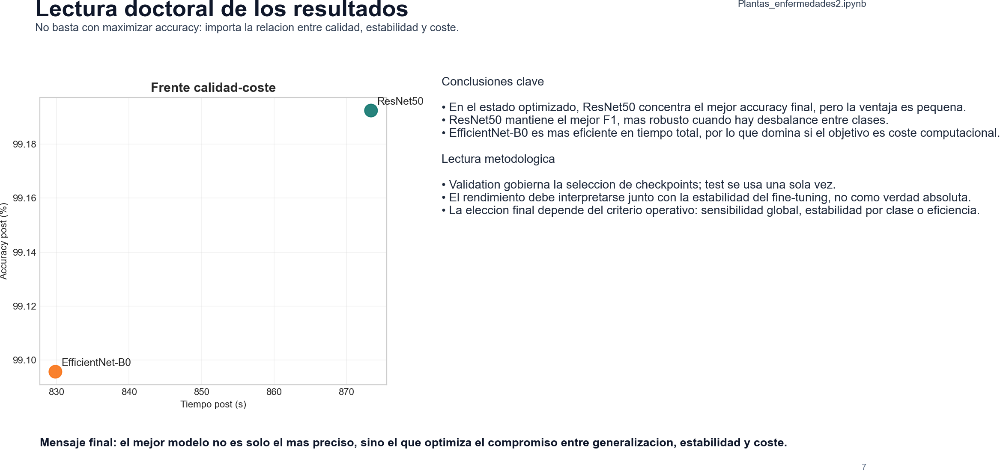 Lectura doctoral de los resultados
Plantas_enfermedades2.ipynb
No basta con maximizar accuracy: importa la relacion entre calidad, estabilidad y coste.
Frente calidad-coste
ResNet50
99.18
99.16
99.14
99.12
99.10
Accuracy post (%)
EfficientNet-B0
830
840
850
860
870
Tiempo post (s)
Conclusiones clave
• En el estado optimizado, ResNet50 concentra el mejor accuracy final, pero la ventaja es pequena.
• ResNet50 mantiene el mejor F1, mas robusto cuando hay desbalance entre clases.
• EfficientNet-B0 es mas eficiente en tiempo total, por lo que domina si el objetivo es coste computacional.
Lectura metodologica
• Validation gobierna la seleccion de checkpoints; test se usa una sola vez.
• El rendimiento debe interpretarse junto con la estabilidad del fine-tuning, no como verdad absoluta.
• La eleccion final depende del criterio operativo: sensibilidad global, estabilidad por clase o eficiencia.
Mensaje final: el mejor modelo no es solo el mas preciso, sino el que optimiza el compromiso entre generalizacion, estabilidad y coste.
7